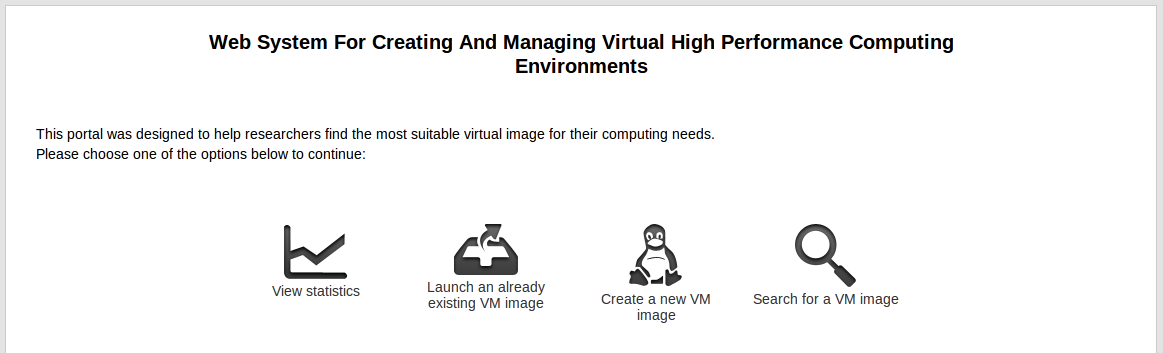 Web System For Creating And Managing Virtual High Performance Computing
Environments
This portal was designed to help researchers find the most suitable virtual image for their computing needs.
Please choose one of the options below to continue:
View statistics
Launch an already
existing VM image
Create a new VM
image
Search for a VM image